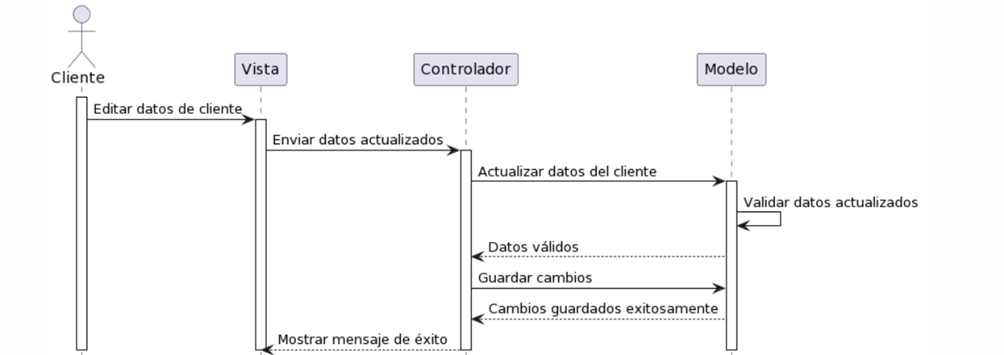 Cliente
Vista
Controlador
Modelo
Editar datos de cliente
Enviar datos actualizados
Actualizar datos del cliente
Validar datos actualizados
Datos válidos
Guardar cambios
Cambios guardados exitosamente
Mostrar mensaje de éxito